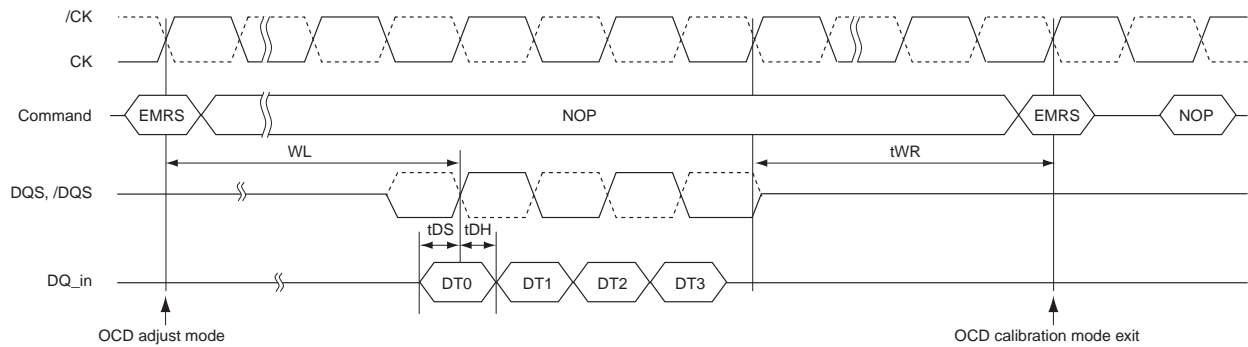 /CK
CK
Command
EMRS
NOP
EMRS
NOP
WL
tWR
DQS, /DQS
tDS
tDH
DQ_in
DT0
DT1
DT2
DT3
OCD adjust mode
OCD calibration mode exit